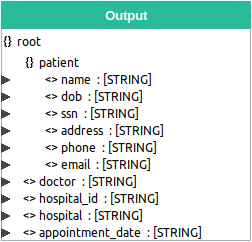 Output
{} root
{} patient
<> name : [STRING]
<> dob : [STRING]
<> ssn : [STRING]
<> address : [STRING]
<> phone : [STRING]
<> email : [STRING]
<> doctor : [STRING]
<> hospital_id : [STRING]
<> hospital : [STRING]
<> appointment_date : [STRING]